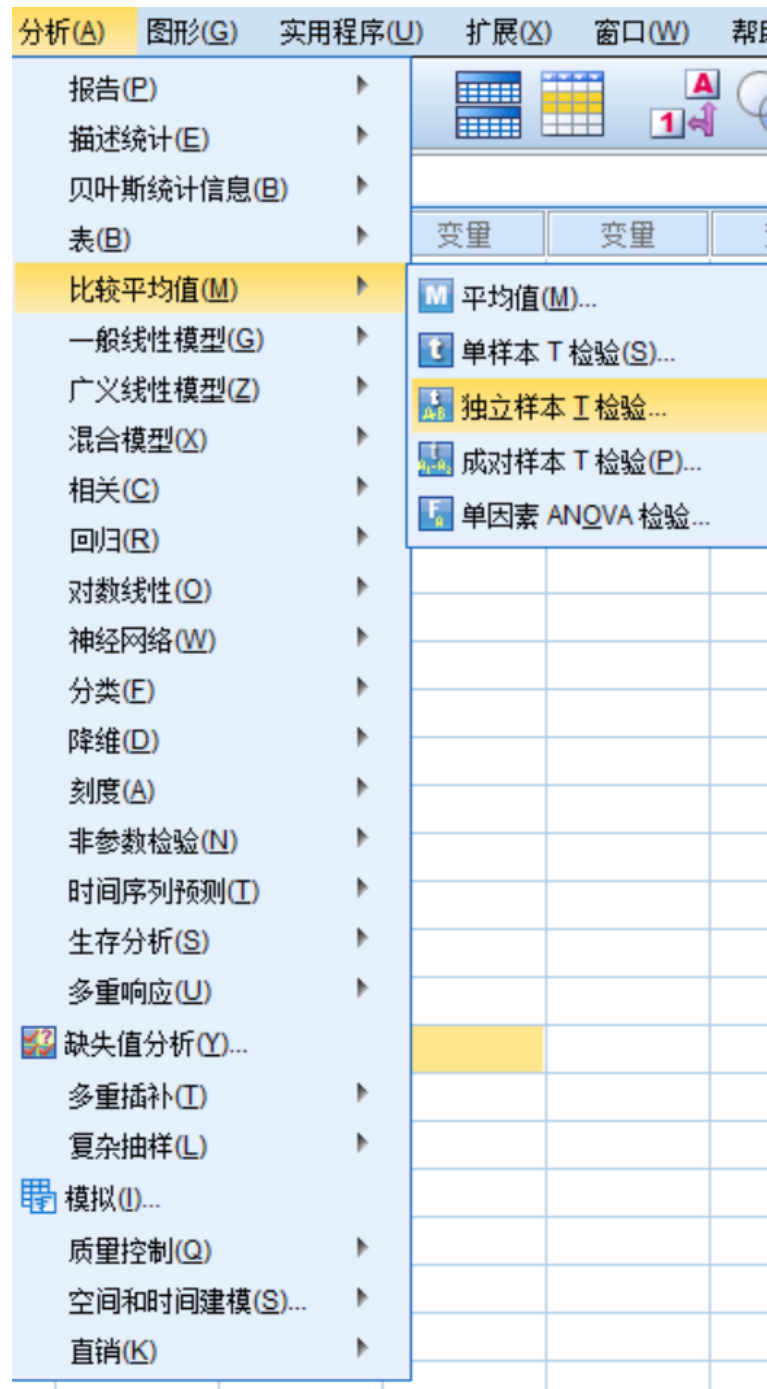 分析(A) 图形(G) 实用程序(U) 扩展(X) 窗口(W) 帮
报告(P)
描述统计(E)
贝叶斯统计信息(B)
表(B)
变量 变量
比较平均值(M)
平均值(M)...
一般线性模型(G)
单样本 T 检验(S)...
广义线性模型(Z)
独立样本 T 检验...
混合模型(X)
成对样本 T 检验(P)...
相关(C)
单因素 ANOVA 检验...
回归(R)
对数线性(O)
神经网络(W)
分类(F)
降维(D)
刻度(A)
非参数检验(N)
时间序列预测(T)
生存分析(S)
多重响应(U)
缺失值分析(Y)...
多重插补(T)
复杂抽样(L)
模拟(I)...
质量控制(Q)
空间和时间建模(S)...
直销(K)